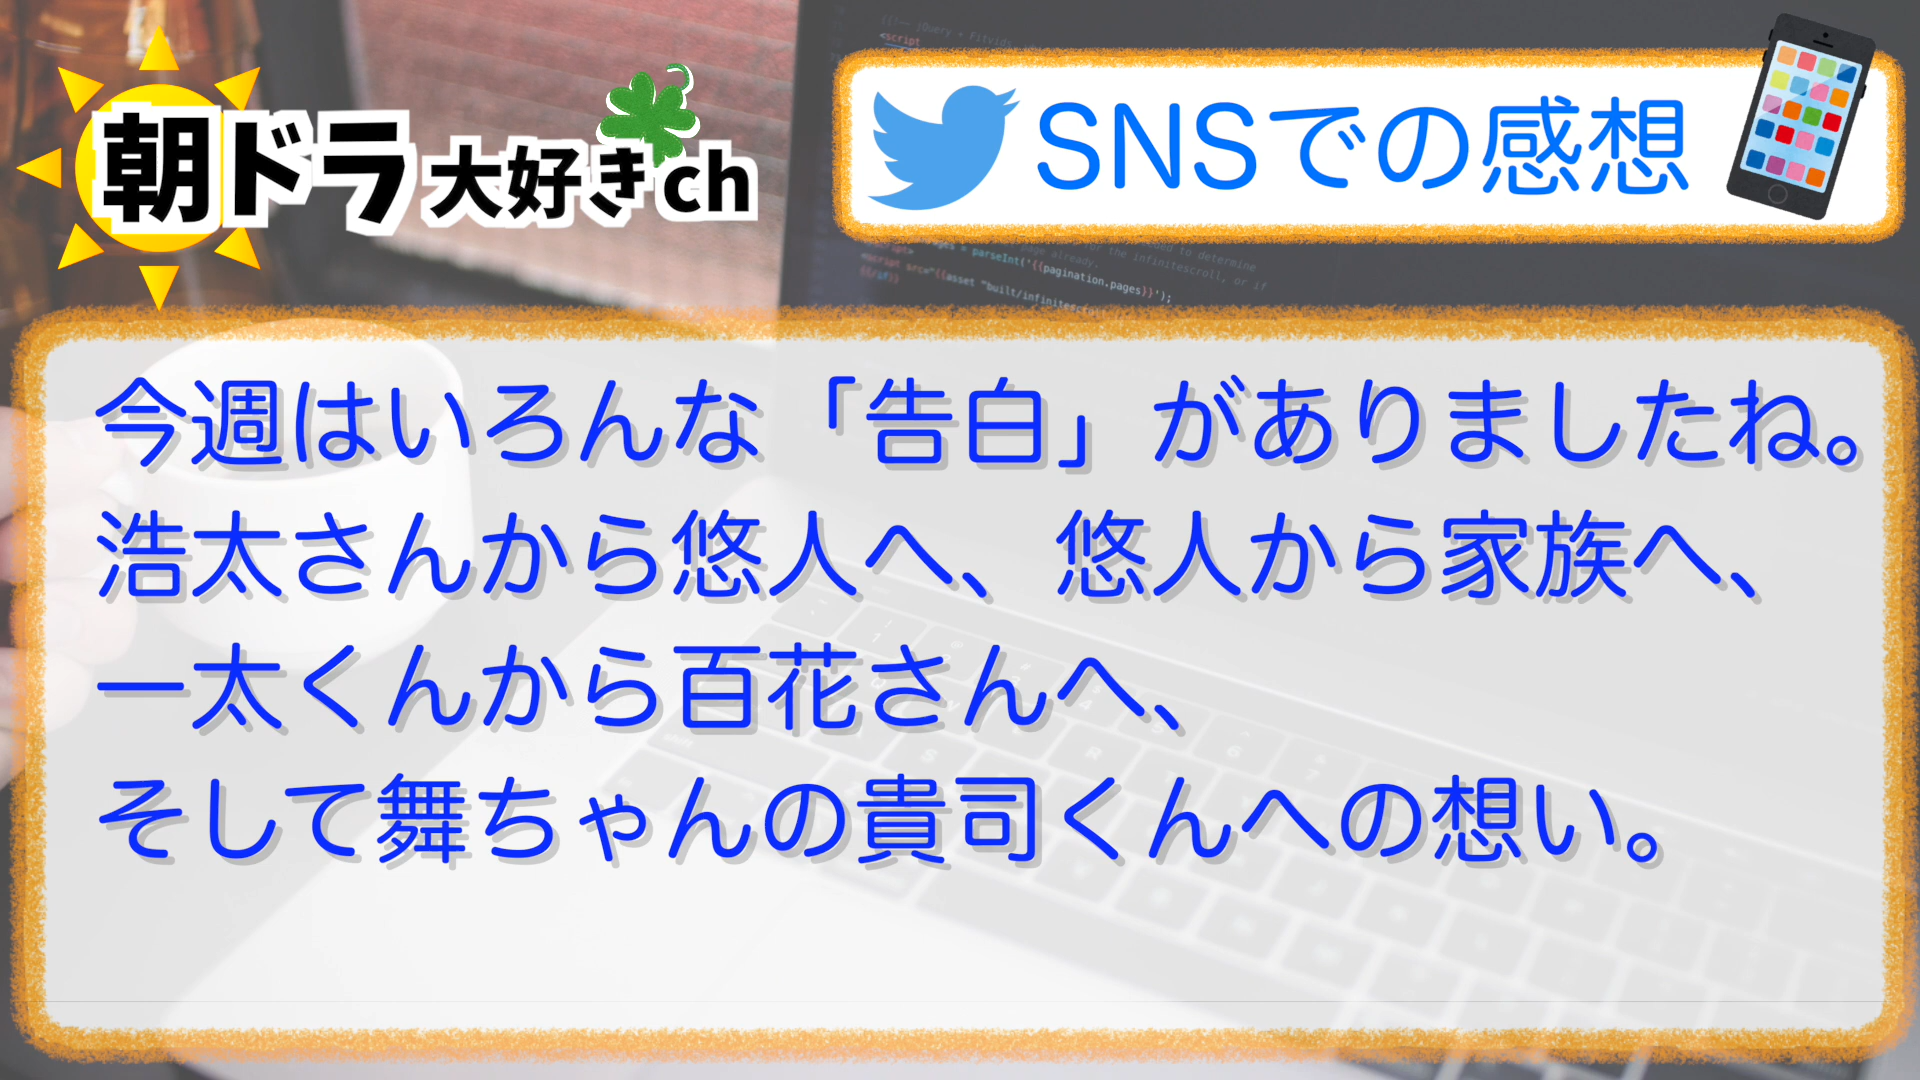 朝ドラ大好きch
SNSでの感想
今週はいろんな「告白」がありましたね。
浩太さんから悠人へ、悠人から家族へ、
一太くんから百花さんへ、
そして舞ちゃんの貴司くんへの想い。